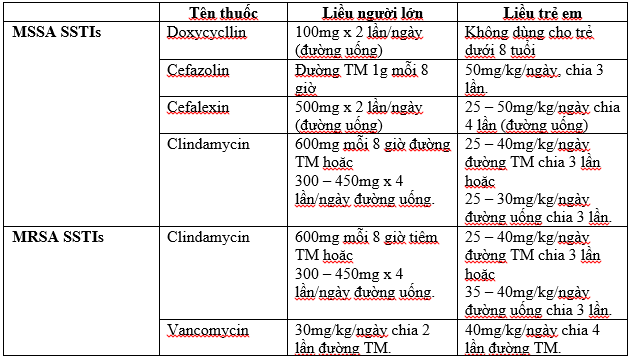 Tên thuốc
Liều người lớn
Liều trẻ em
MSSA SSTIs
Doxycycllin
100mg x 2 lần/ngày
(đường uống)
Không dùng cho trẻ
dưới 8 tuổi
Cefazolin
Đường TM 1g mỗi 8
giờ
50mg/kg/ngày, chia 3
lần.
Cefalexin
500mg x 2 lần/ngày
(đường uống)
25 – 50mg/kg/ngày chia
4 lần (đường uống)
Clindamycin
600mg mỗi 8 giờ đường
TM hoặc
300 – 450mg x 4
lần/ngày đường uống.
25 – 40mg/kg/ngày
đường TM chia 3 lần
hoặc
25 – 30mg/kg/ngày
đường uống chia 3 lần.
MRSA SSTIs
Clindamycin
600mg mỗi 8 giờ tiêm
TM hoặc
300 – 450mg x 4
lần/ngày đường uống.
25 – 40mg/kg/ngày
đường TM chia 3 lần
hoặc
35 – 40mg/kg/ngày
đường uống chia 3 lần.
Vancomycin
30mg/kg/ngày chia 2
lần đường TM.
40mg/kg/ngày chia 4
lần đường TM.